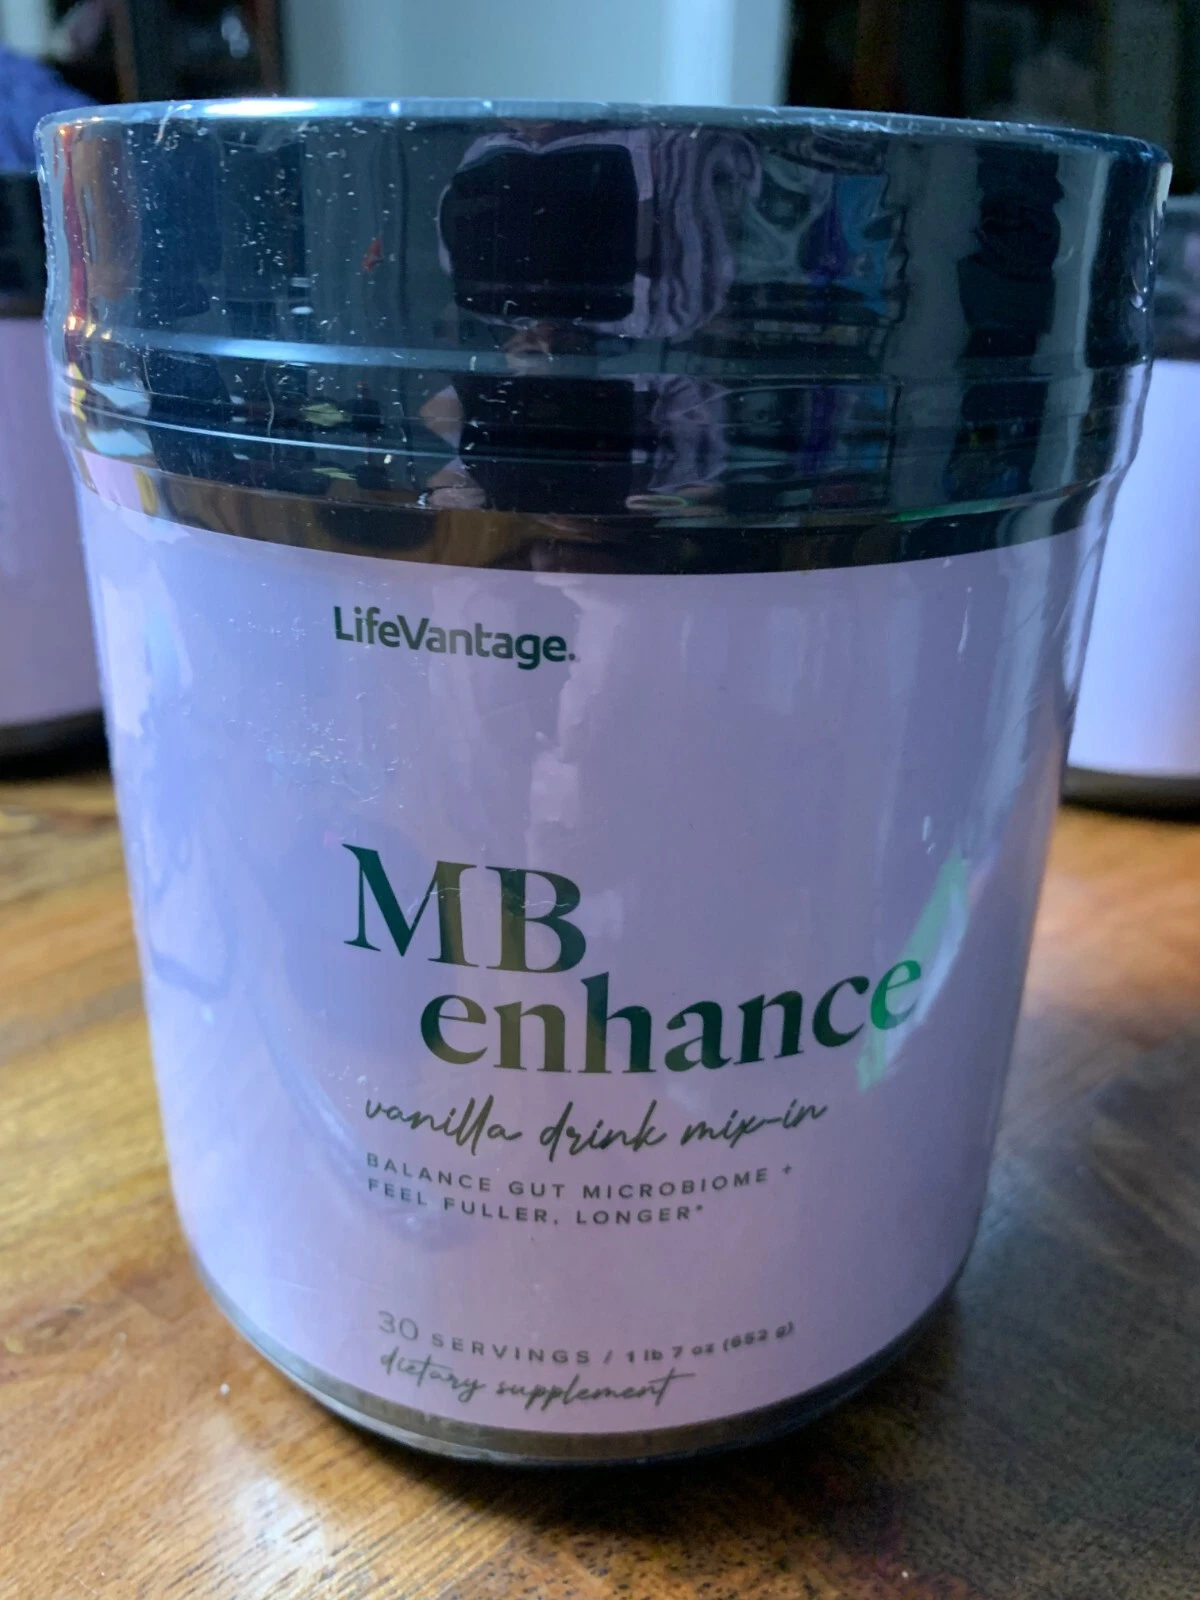 LifeVantage.
MB
enhance
vanilla drink mix-in
BALANCE GUT MICROBIOME +
FEEL FULLER, LONGER*
30 SERVINGS / 1 lb 7 oz (652 g)
dietary supplement